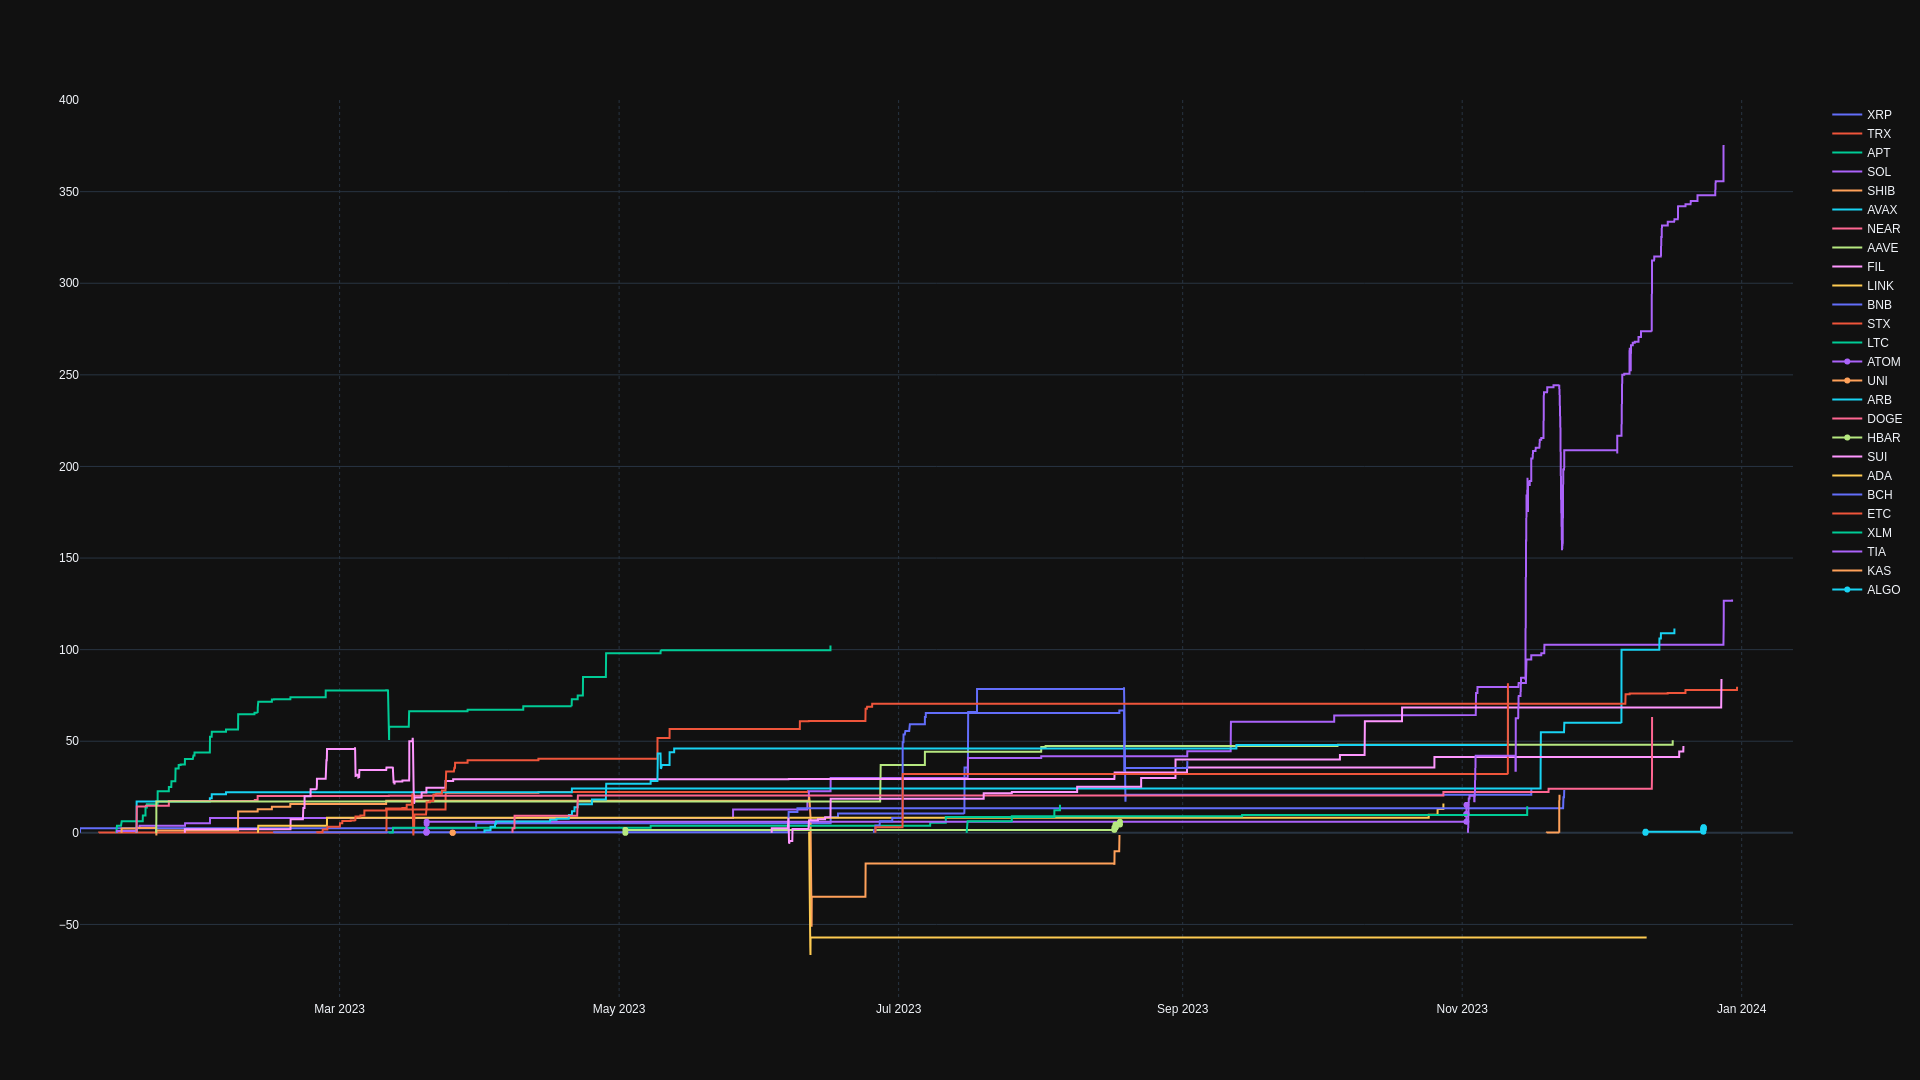 400
350
300
250
200
150
100
50
0
−50
Mar 2023
May 2023
Jul 2023
Sep 2023
Nov 2023
Jan 2024
XRP
TRX
APT
SOL
SHIB
AVAX
NEAR
AAVE
FIL
LINK
BNB
STX
LTC
ATOM
UNI
ARB
DOGE
HBAR
SUI
ADA
BCH
ETC
XLM
TIA
KAS
ALGO